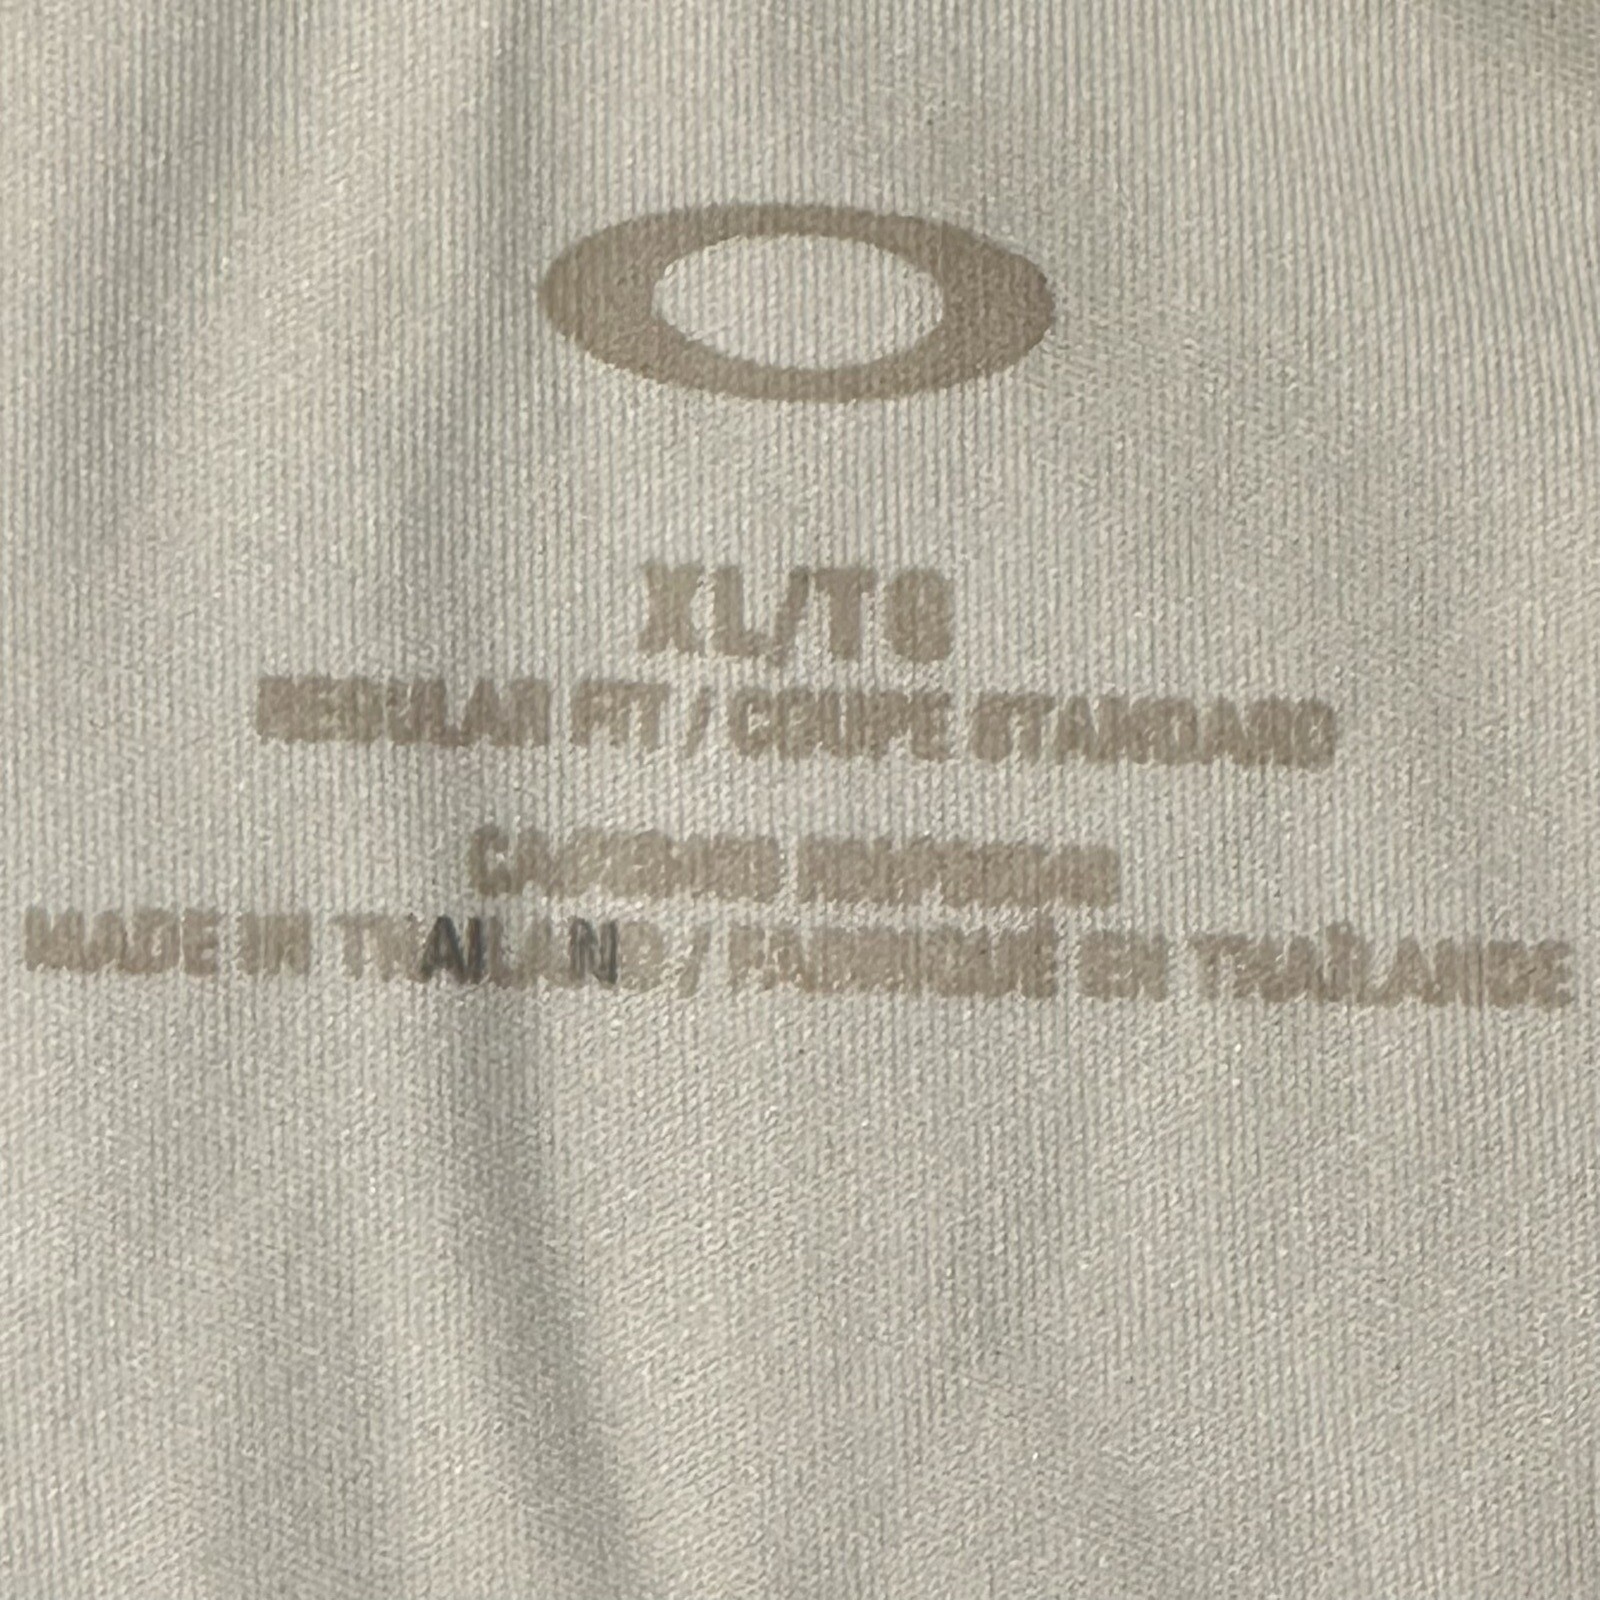 XL/TG
REGULAR FIT / COUPE STANDARD
MADE IN THAILAND / FABRIQUÉ EN THAÏLANDE